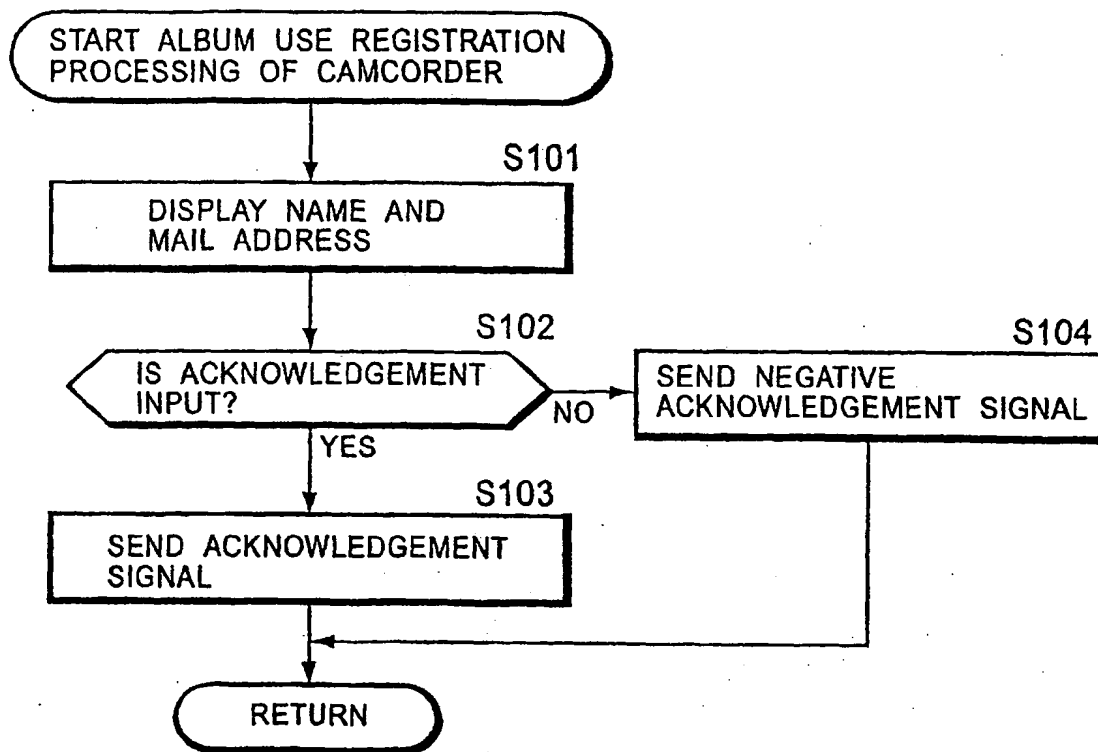 START ALBUM USE REGISTRATION
PROCESSING OF CAMCORDER
S101
DISPLAY NAME AND
MAIL ADDRESS
S102
IS ACKNOWLEDGEMENT
INPUT?
NO
YES
S104
SEND NEGATIVE
ACKNOWLEDGEMENT SIGNAL
S103
SEND ACKNOWLEDGEMENT
SIGNAL
RETURN